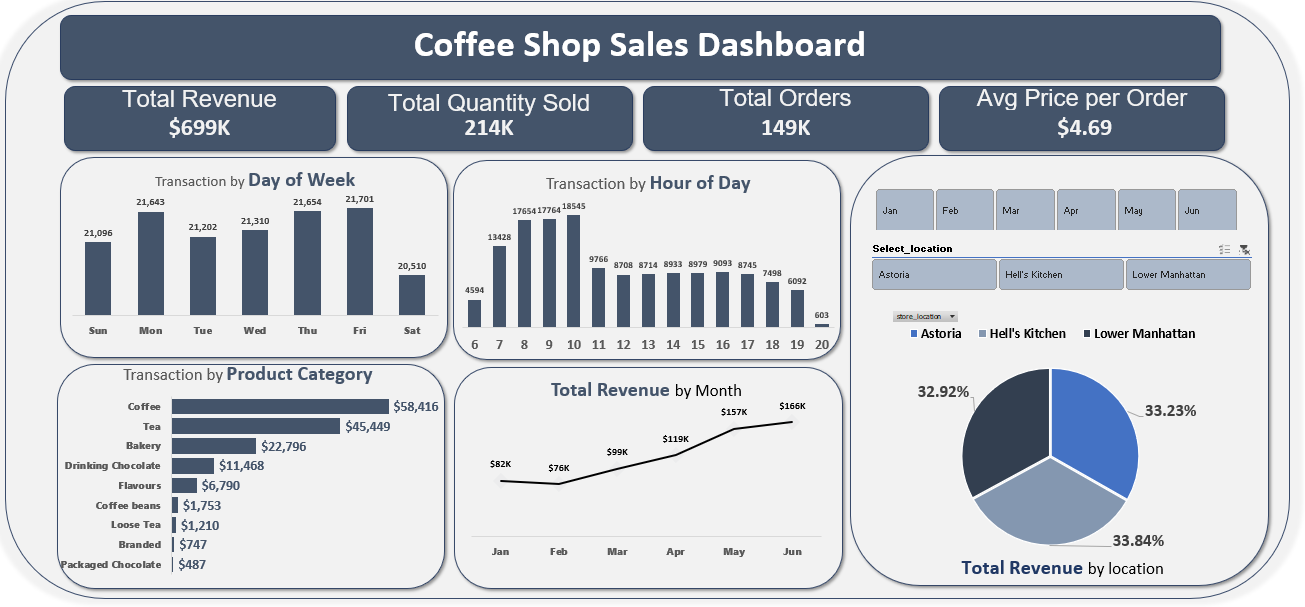 Coffee Shop Sales Dashboard
Total Revenue
$699K
Total Quantity Sold
214K
Total Orders
149K
Avg Price per Order
$4.69
Transaction by Day of Week
21,096
21,643
21,202
21,310
21,654
21,701
20,510
Sun Mon Tue Wed Thu Fri Sat
Transaction by Hour of Day
4594
13428
17654
17764
18545
9766
8708
8714
8933
8979
9093
8745
7498
6092
603
6 7 8 9 10 11 12 13 14 15 16 17 18 19 20
Jan Feb Mar Apr May Jun
Select_location
Astoria Hell's Kitchen Lower Manhattan
store_location
Astoria Hell's Kitchen Lower Manhattan
32.92%
33.23%
33.84%
Total Revenue by location
Transaction by Product Category
Coffee $58,416
Tea $45,449
Bakery $22,796
Drinking Chocolate $11,468
Flavours $6,790
Coffee beans $1,753
Loose Tea $1,210
Branded $747
Packaged Chocolate $487
Total Revenue by Month
$82K
$76K
$99K
$119K
$157K
$166K
Jan Feb Mar Apr May Jun